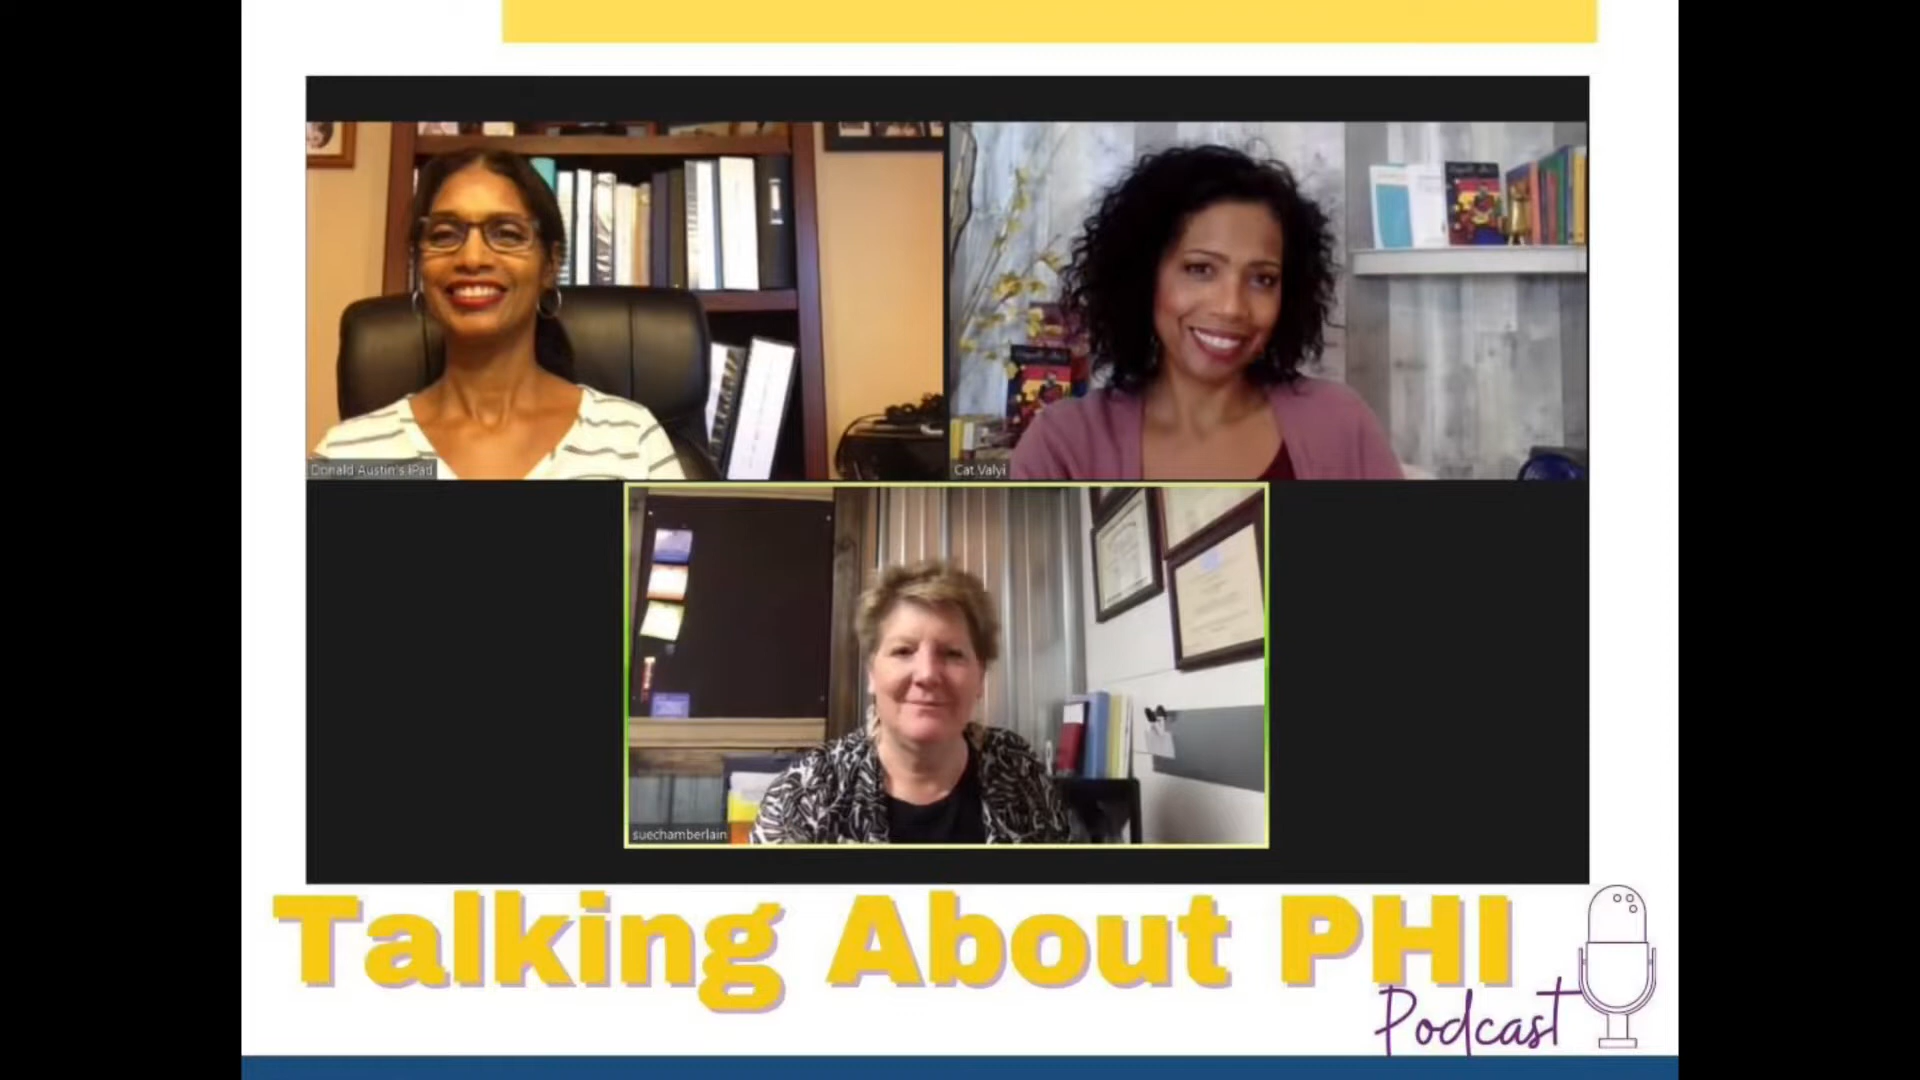 Donald Austin's iPad
Cat Valyi
suechamberlain
Talking About PHI
Podcast